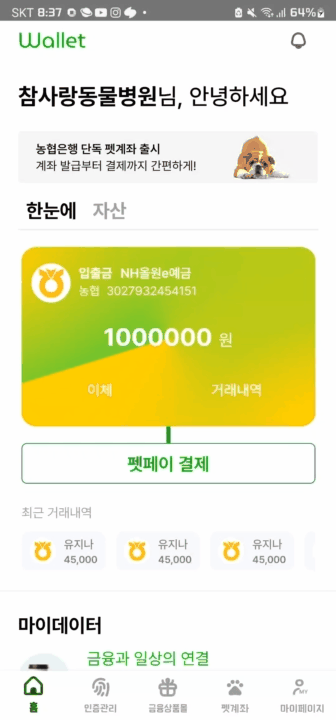 SKT 8:37
64%
Wallet
참사랑동물병원님, 안녕하세요
농협은행 단독 펫계좌 출시
계좌 발급부터 결제까지 간편하게!
한눈에 자산
입출금 NH올원e예금
농협 3027932454151
1000000 원
이체 거래내역
펫페이 결제
최근 거래내역
유지나 유지나 유지나
45,000 45,000 45,000
마이데이터
금융과 일상의 연결
홈 인증관리 금융상품몰 펫계좌 마이페이지